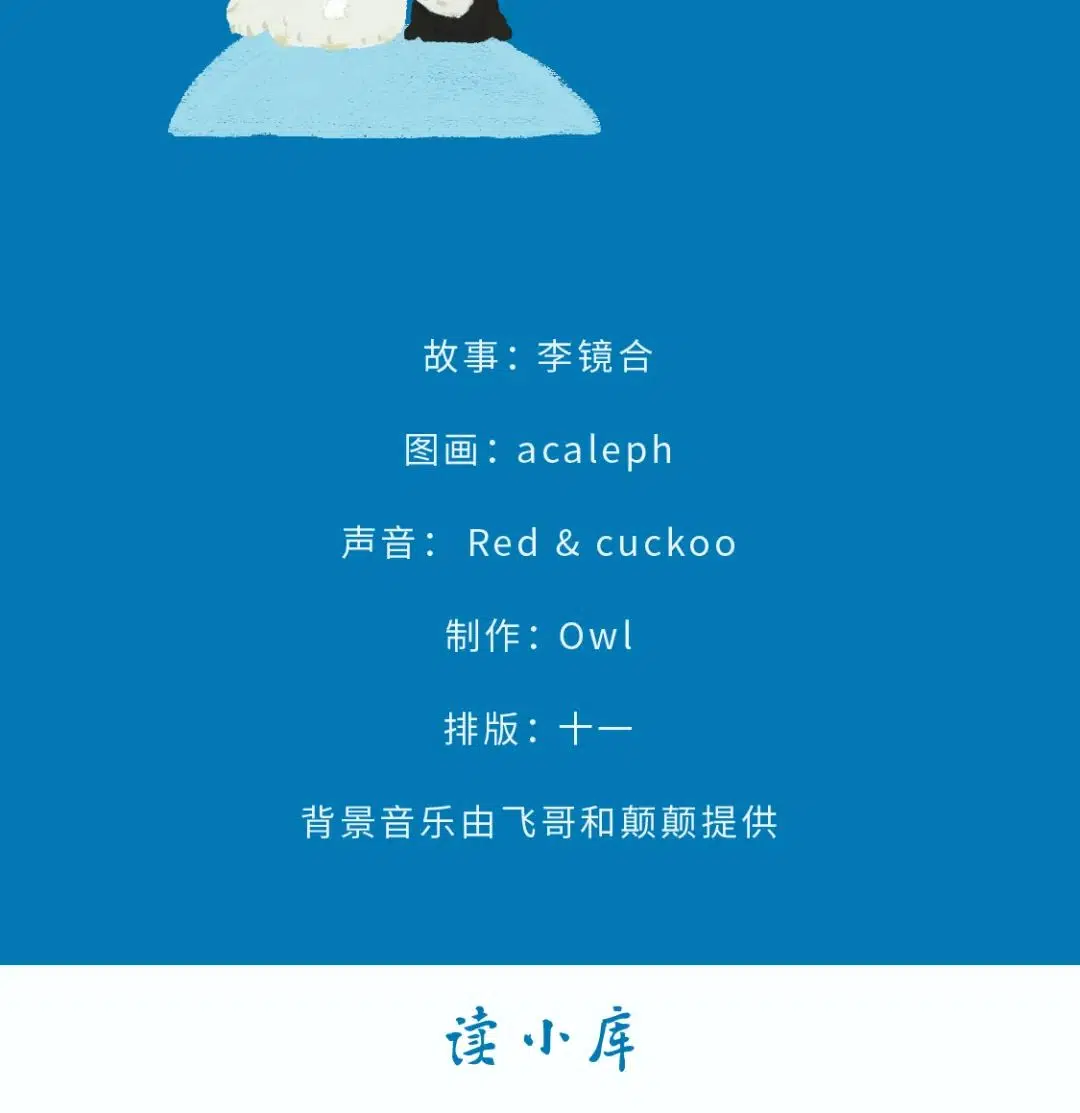 故事：李镜合
图画：acaleph
声音： Red & cuckoo
制作：Owl
排版：十一
背景音乐由飞哥和颠颠提供
读小库